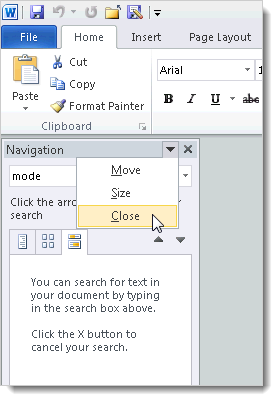 W
File Home Insert Page Layout
Paste
Cut
Copy
Format Painter
Clipboard
Arial
B I U abc
Navigation
mode
Move
Size
Close
Click the arro
search
You can search for text in
your document by typing
in the search box above.
Click the X button to
cancel your search.